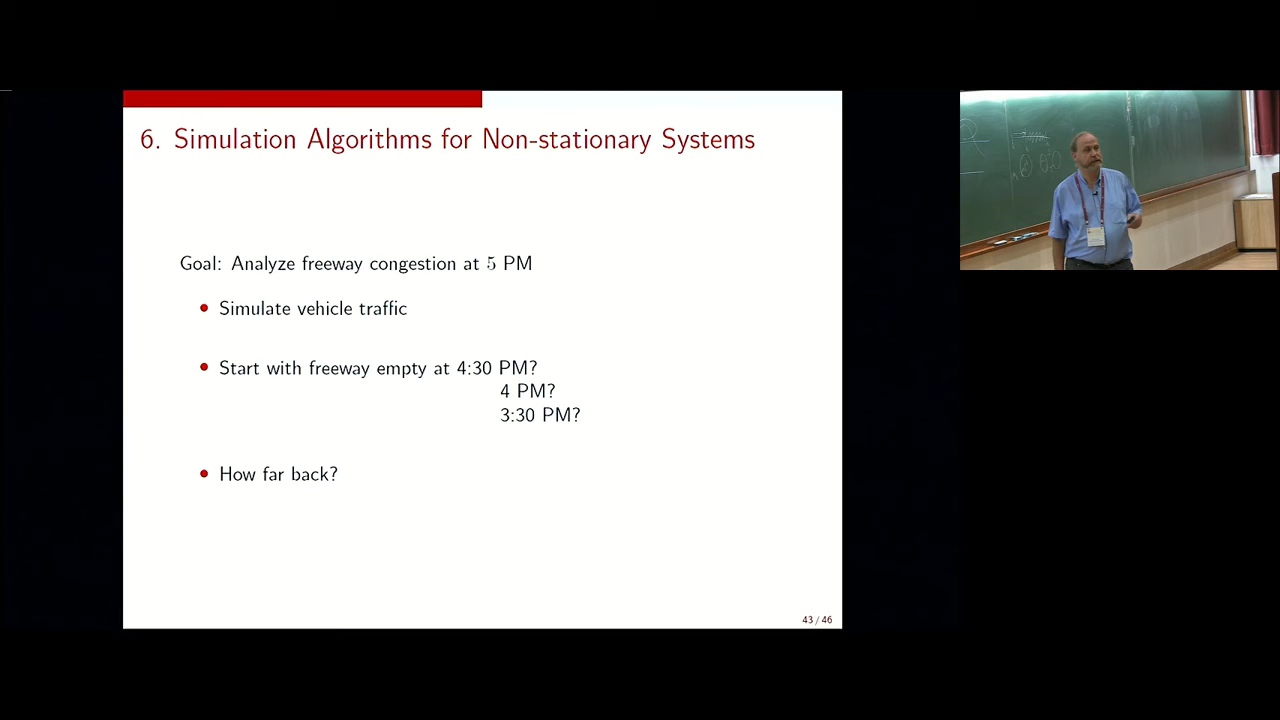 6. Simulation Algorithms for Non-stationary Systems
Goal: Analyze freeway congestion at 5 PM
• Simulate vehicle traffic
• Start with freeway empty at 4:30 PM?
4 PM?
3:30 PM?
• How far back?
43 / 46